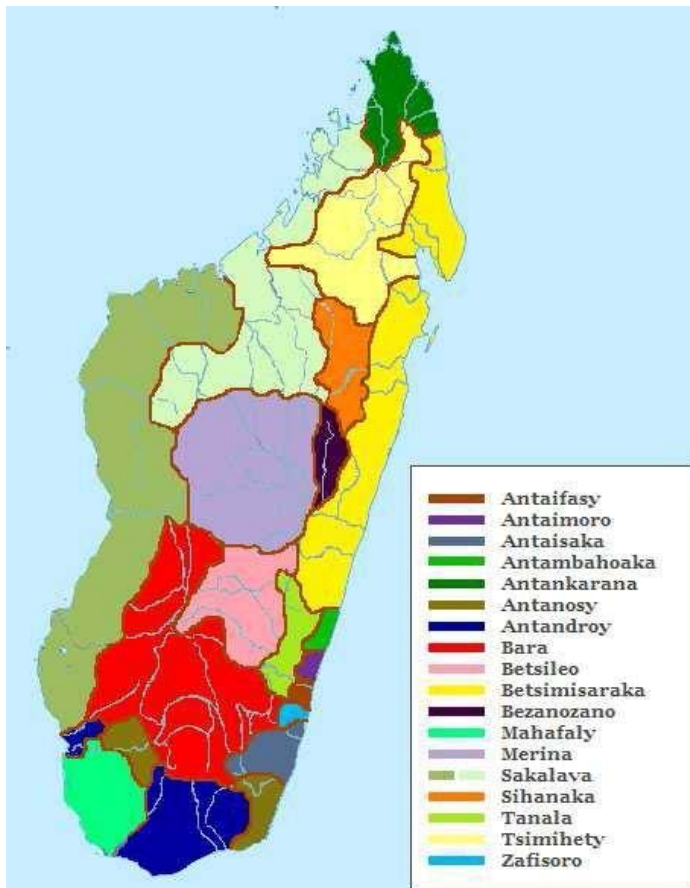 Antaifasy
Antaimoro
Antaisaka
Antambahoaka
Antankarana
Antanosy
Antandroy
Bara
Betsileo
Betsimisaraka
Bezanozano
Mahafaly
Merina
Sakalava
Sihanaka
Tanala
Tsimihety
Zafisoro